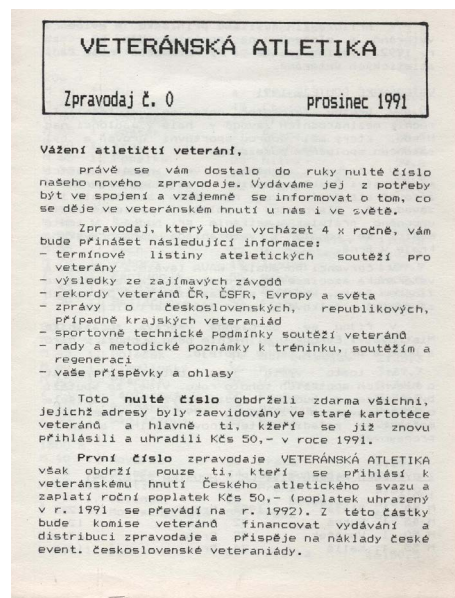 VETERÁNSKÁ ATLETIKA
Zpravodaj č. 0 prosinec 1991
Vážení atletičtí veteráni,
právě se vám dostalo do ruky nulté číslo
našeho nového zpravodaje. Vydáváme jej z potřeby
být ve spojení a vzájemně se informovat o tom, co
se děje ve veteránském hnutí u nás i ve světě.
Zpravodaj, který bude vycházet 4 x ročně, vám
bude přinášet následující informace:
- termínové listiny ateletických soutěží pro
veterány
- výsledky ze zajímavých závodů
- rekordy veteránů ČR, ČSFR, Evropy a světa
- zprávy o československých, republikových,
případně krajských veteraniád
- sportovně technické podmínky soutěží veteránů
- rady a metodické poznámky k tréninku, soutěžím a
regeneraci
- vaše příspěvky a ohlasy
Toto nulté číslo obdrželi zdarma všichni,
jejichž adresy byly zaevidovány ve staré kartotéce
veteránů a hlavně ti, kžeří se již znovu
přihlásili a uhradili Kčs 50,- v roce 1991.
První číslo zpravodaje VETERÁNSKÁ ATLETIKA
však obdrží pouze ti, kteří se přihlásí k
veteránskému hnutí Českého atletického svazu a
zaplatí roční poplatek Kčs 50,- (poplatek uhrazený
v r. 1991 se převádí na r. 1992). Z této částky
bude komise veteránů financovat vydávání a
distribuci zpravodaje a přispěje na náklady české
event. československé veteraniády.